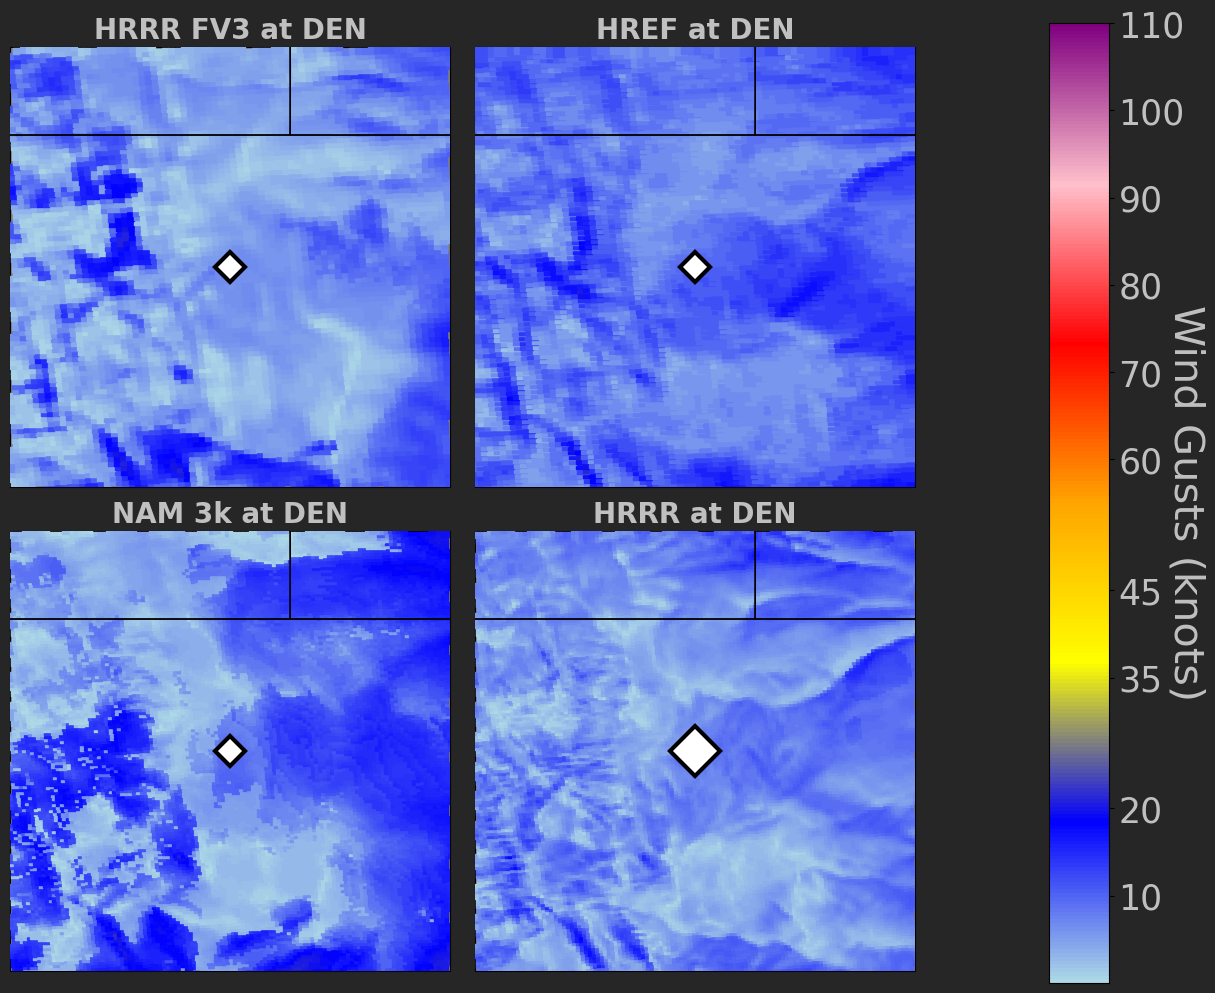 HRRR FV3 at DEN
HREF at DEN
NAM 3k at DEN
HRRR at DEN
110
100
90
80
70
60
45
35
20
10
Wind Gusts (knots)